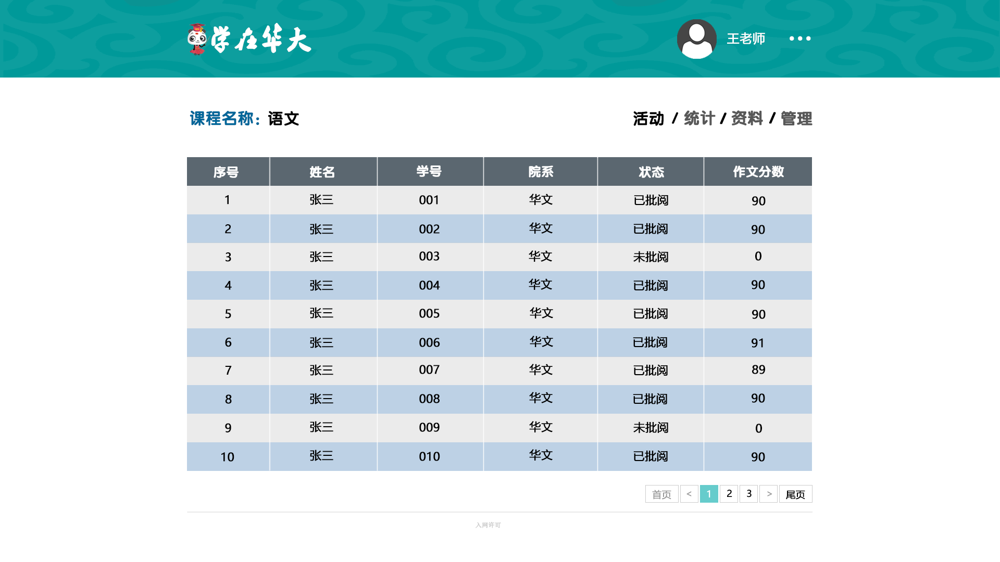 学在华大
王老师
课程名称：语文
活动 / 统计 / 资料 / 管理
序号 姓名 学号 院系 状态 作文分数
1 张三 001 华文 已批阅 90
2 张三 002 华文 已批阅 90
3 张三 003 华文 未批阅 0
4 张三 004 华文 已批阅 90
5 张三 005 华文 已批阅 90
6 张三 006 华文 已批阅 91
7 张三 007 华文 已批阅 89
8 张三 008 华文 已批阅 90
9 张三 009 华文 未批阅 0
10 张三 010 华文 已批阅 90
首页 < 1 2 3 > 尾页
入网许可